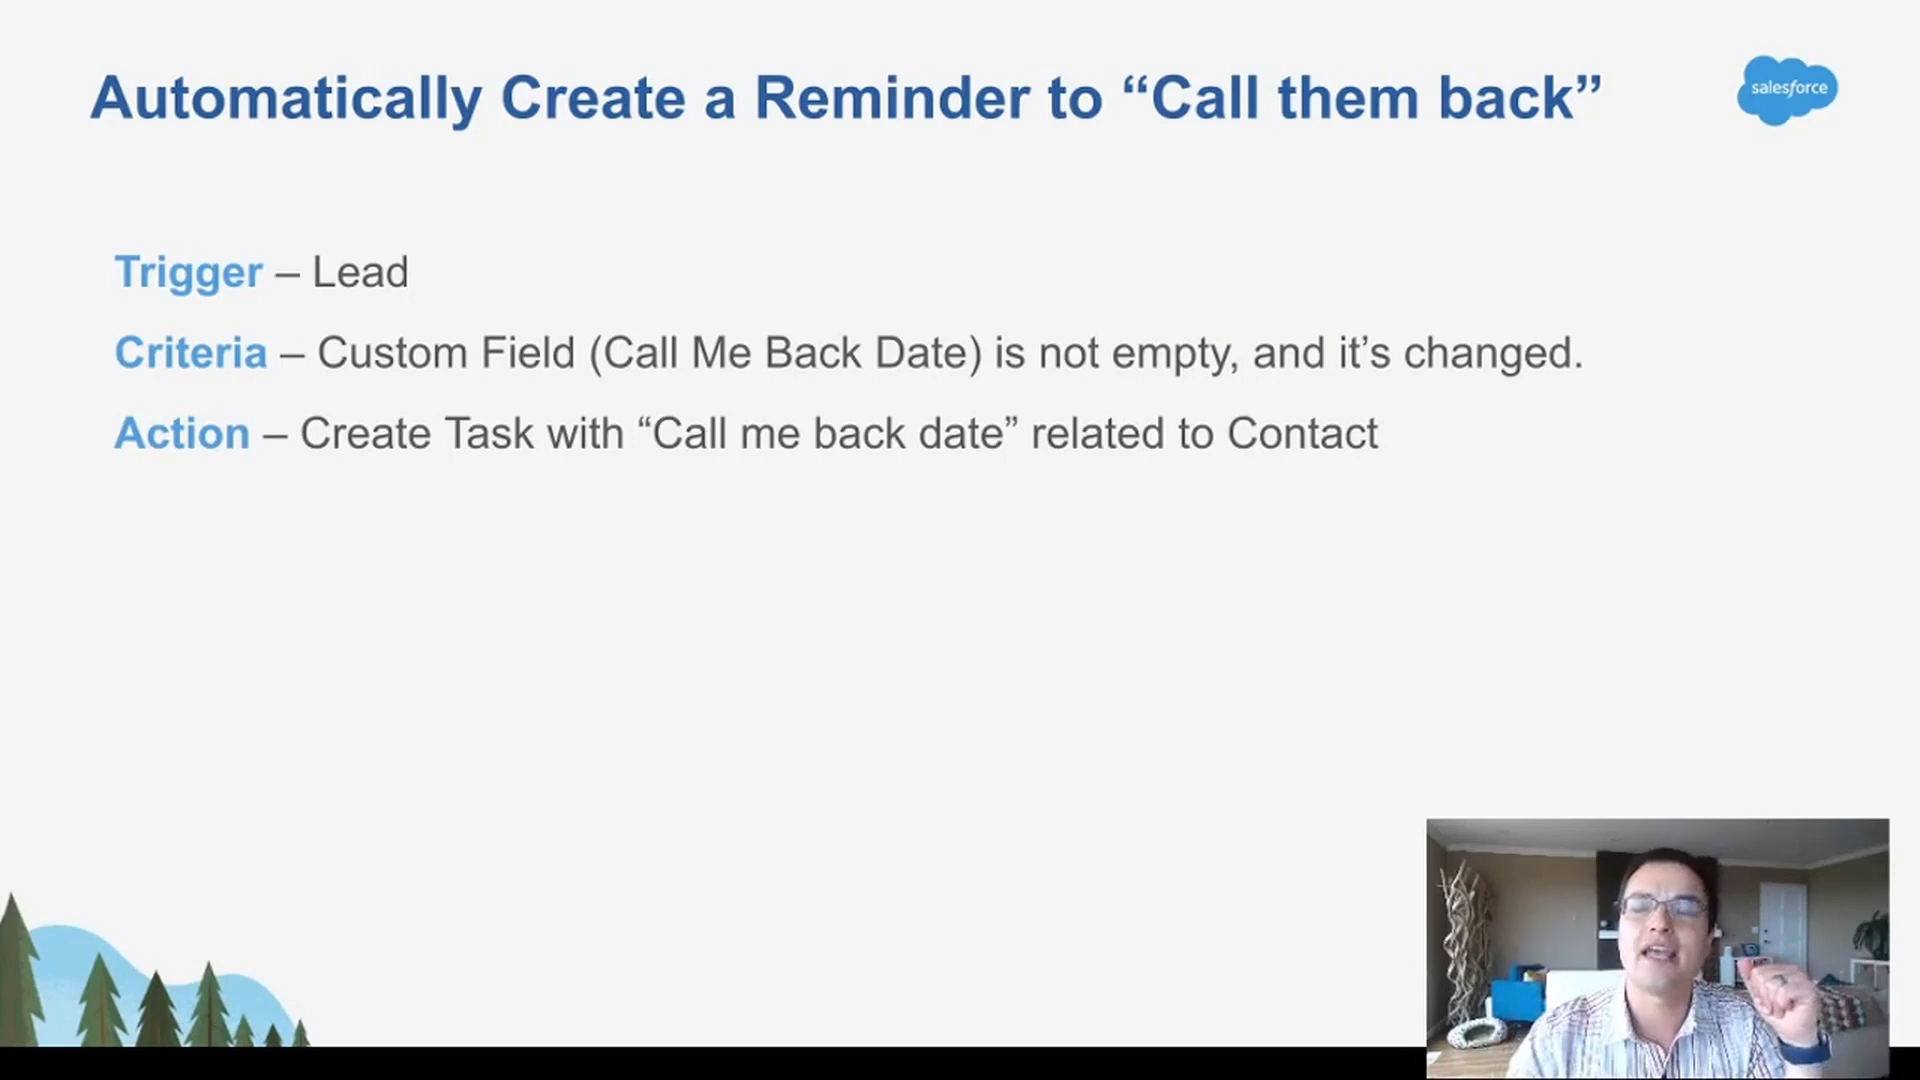 Automatically Create a Reminder to “Call them back”
salesforce
Trigger – Lead
Criteria – Custom Field (Call Me Back Date) is not empty, and it’s changed.
Action – Create Task with “Call me back date” related to Contact